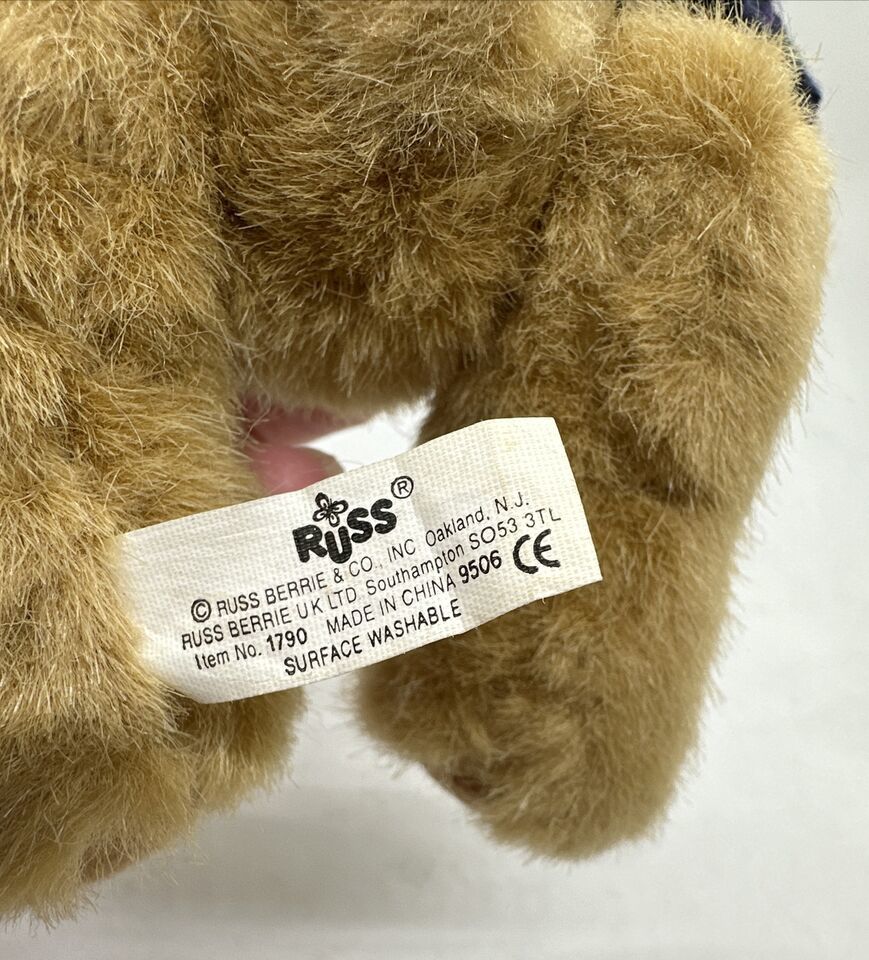 RUSS®
© RUSS BERRIE & CO., INC Oakland, N.J.
RUSS BERRIE UK LTD Southampton SO53 3TL
Item No. 1790 MADE IN CHINA 9506 CE
SURFACE WASHABLE